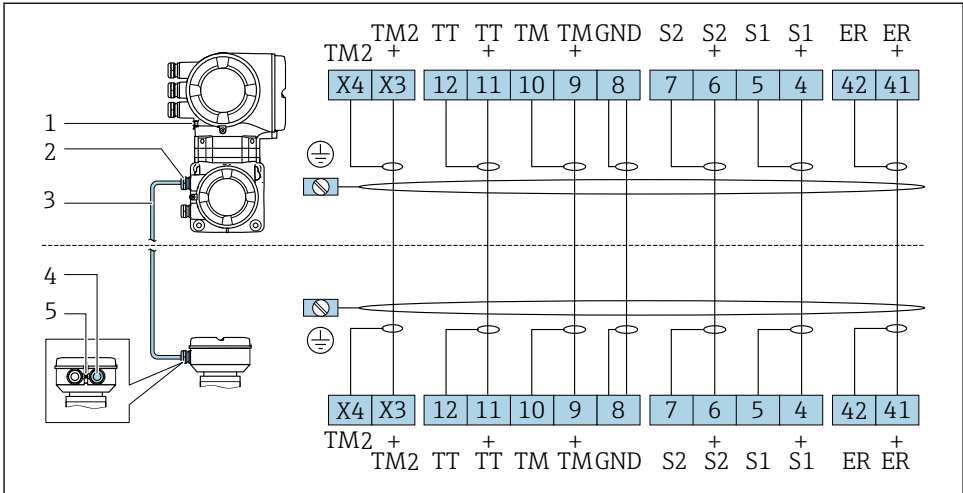 TM2 TT TT TM TM GND S2 S2 S1 S1 ER ER
TM2 + + + + + +
X4 X3 12 11 10 9 8 7 6 5 4 42 41
1
2
3
4
5
X4 X3 12 11 10 9 8 7 6 5 4 42 41
TM2 + + + + + +
TM2 TT TT TM TM GND S2 S2 S1 S1 ER ER